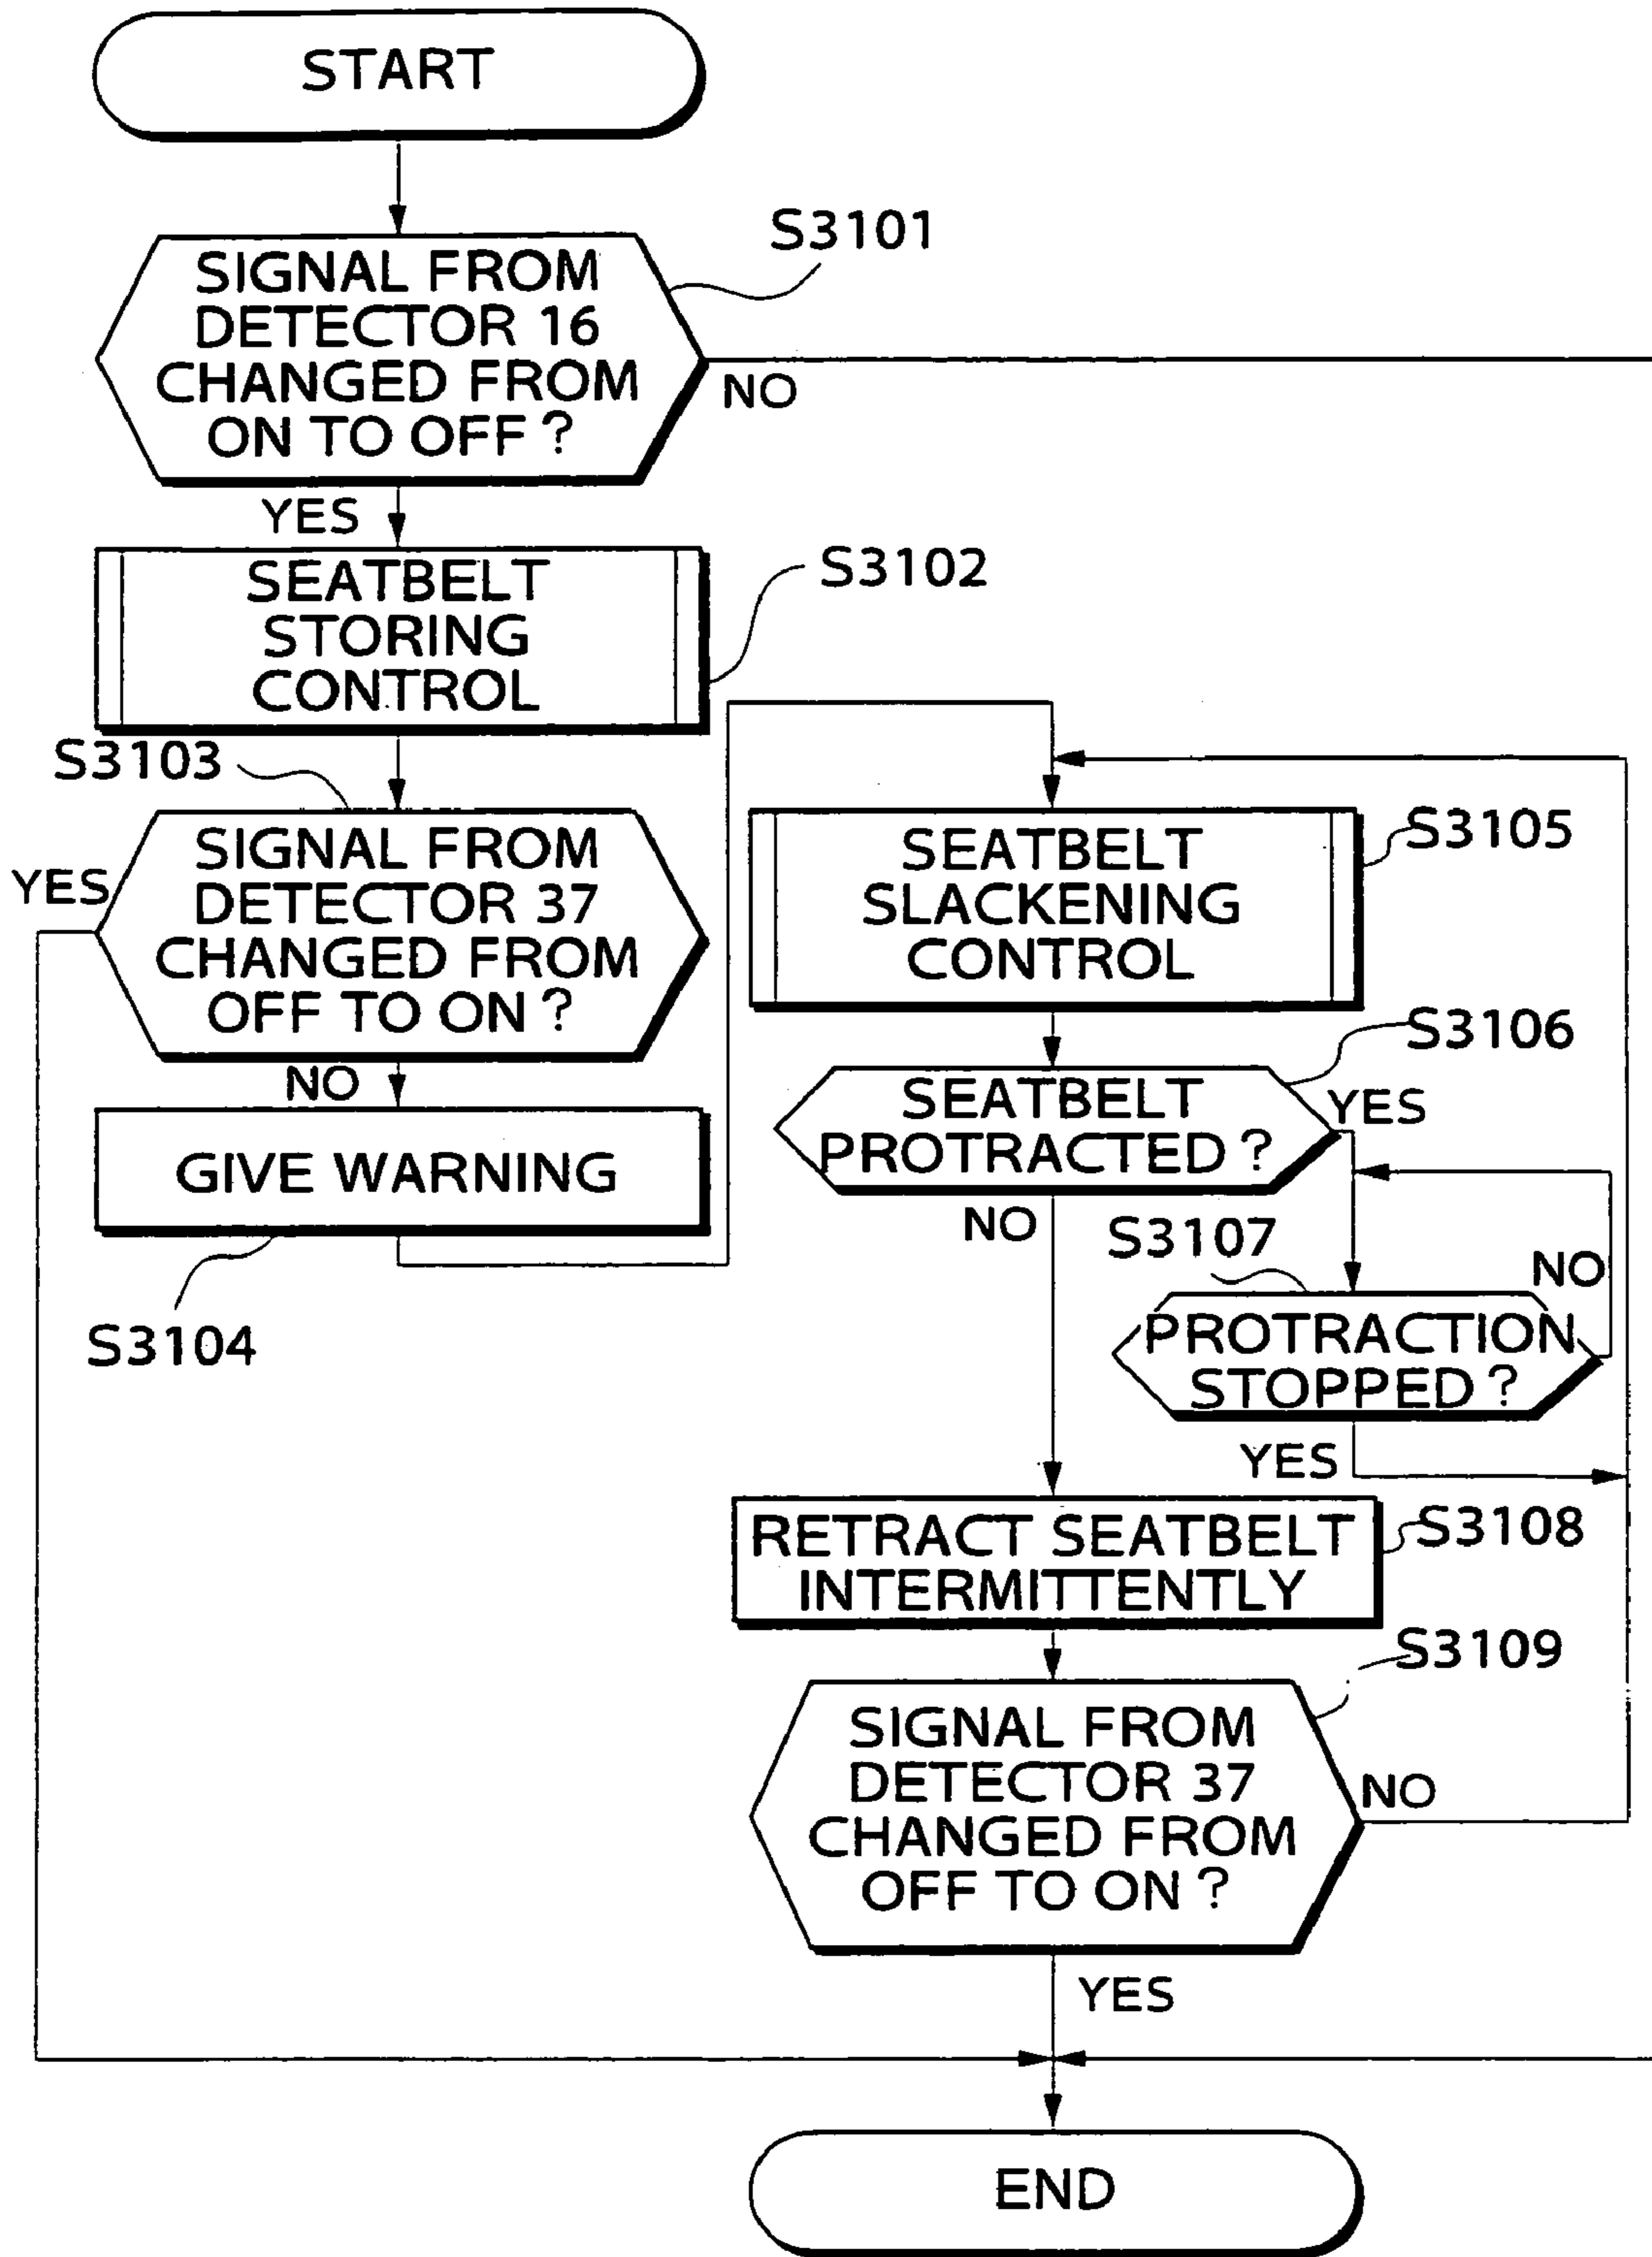 START
S3101
SIGNAL FROM
DETECTOR 16
CHANGED FROM
ON TO OFF ?
NO
YES
SEATBELT
STORING
CONTROL
S3102
S3103
SIGNAL FROM
DETECTOR 37
CHANGED FROM
OFF TO ON ?
YES
NO
GIVE WARNING
S3104
SEATBELT
SLACKENING
CONTROL
S3105
S3106
SEATBELT
PROTRACTED ?
YES
NO
S3107
NO
PROTRACTION
STOPPED ?
YES
RETRACT SEATBELT
INTERMITTENTLY
S3108
S3109
SIGNAL FROM
DETECTOR 37
CHANGED FROM
OFF TO ON ?
NO
YES
END